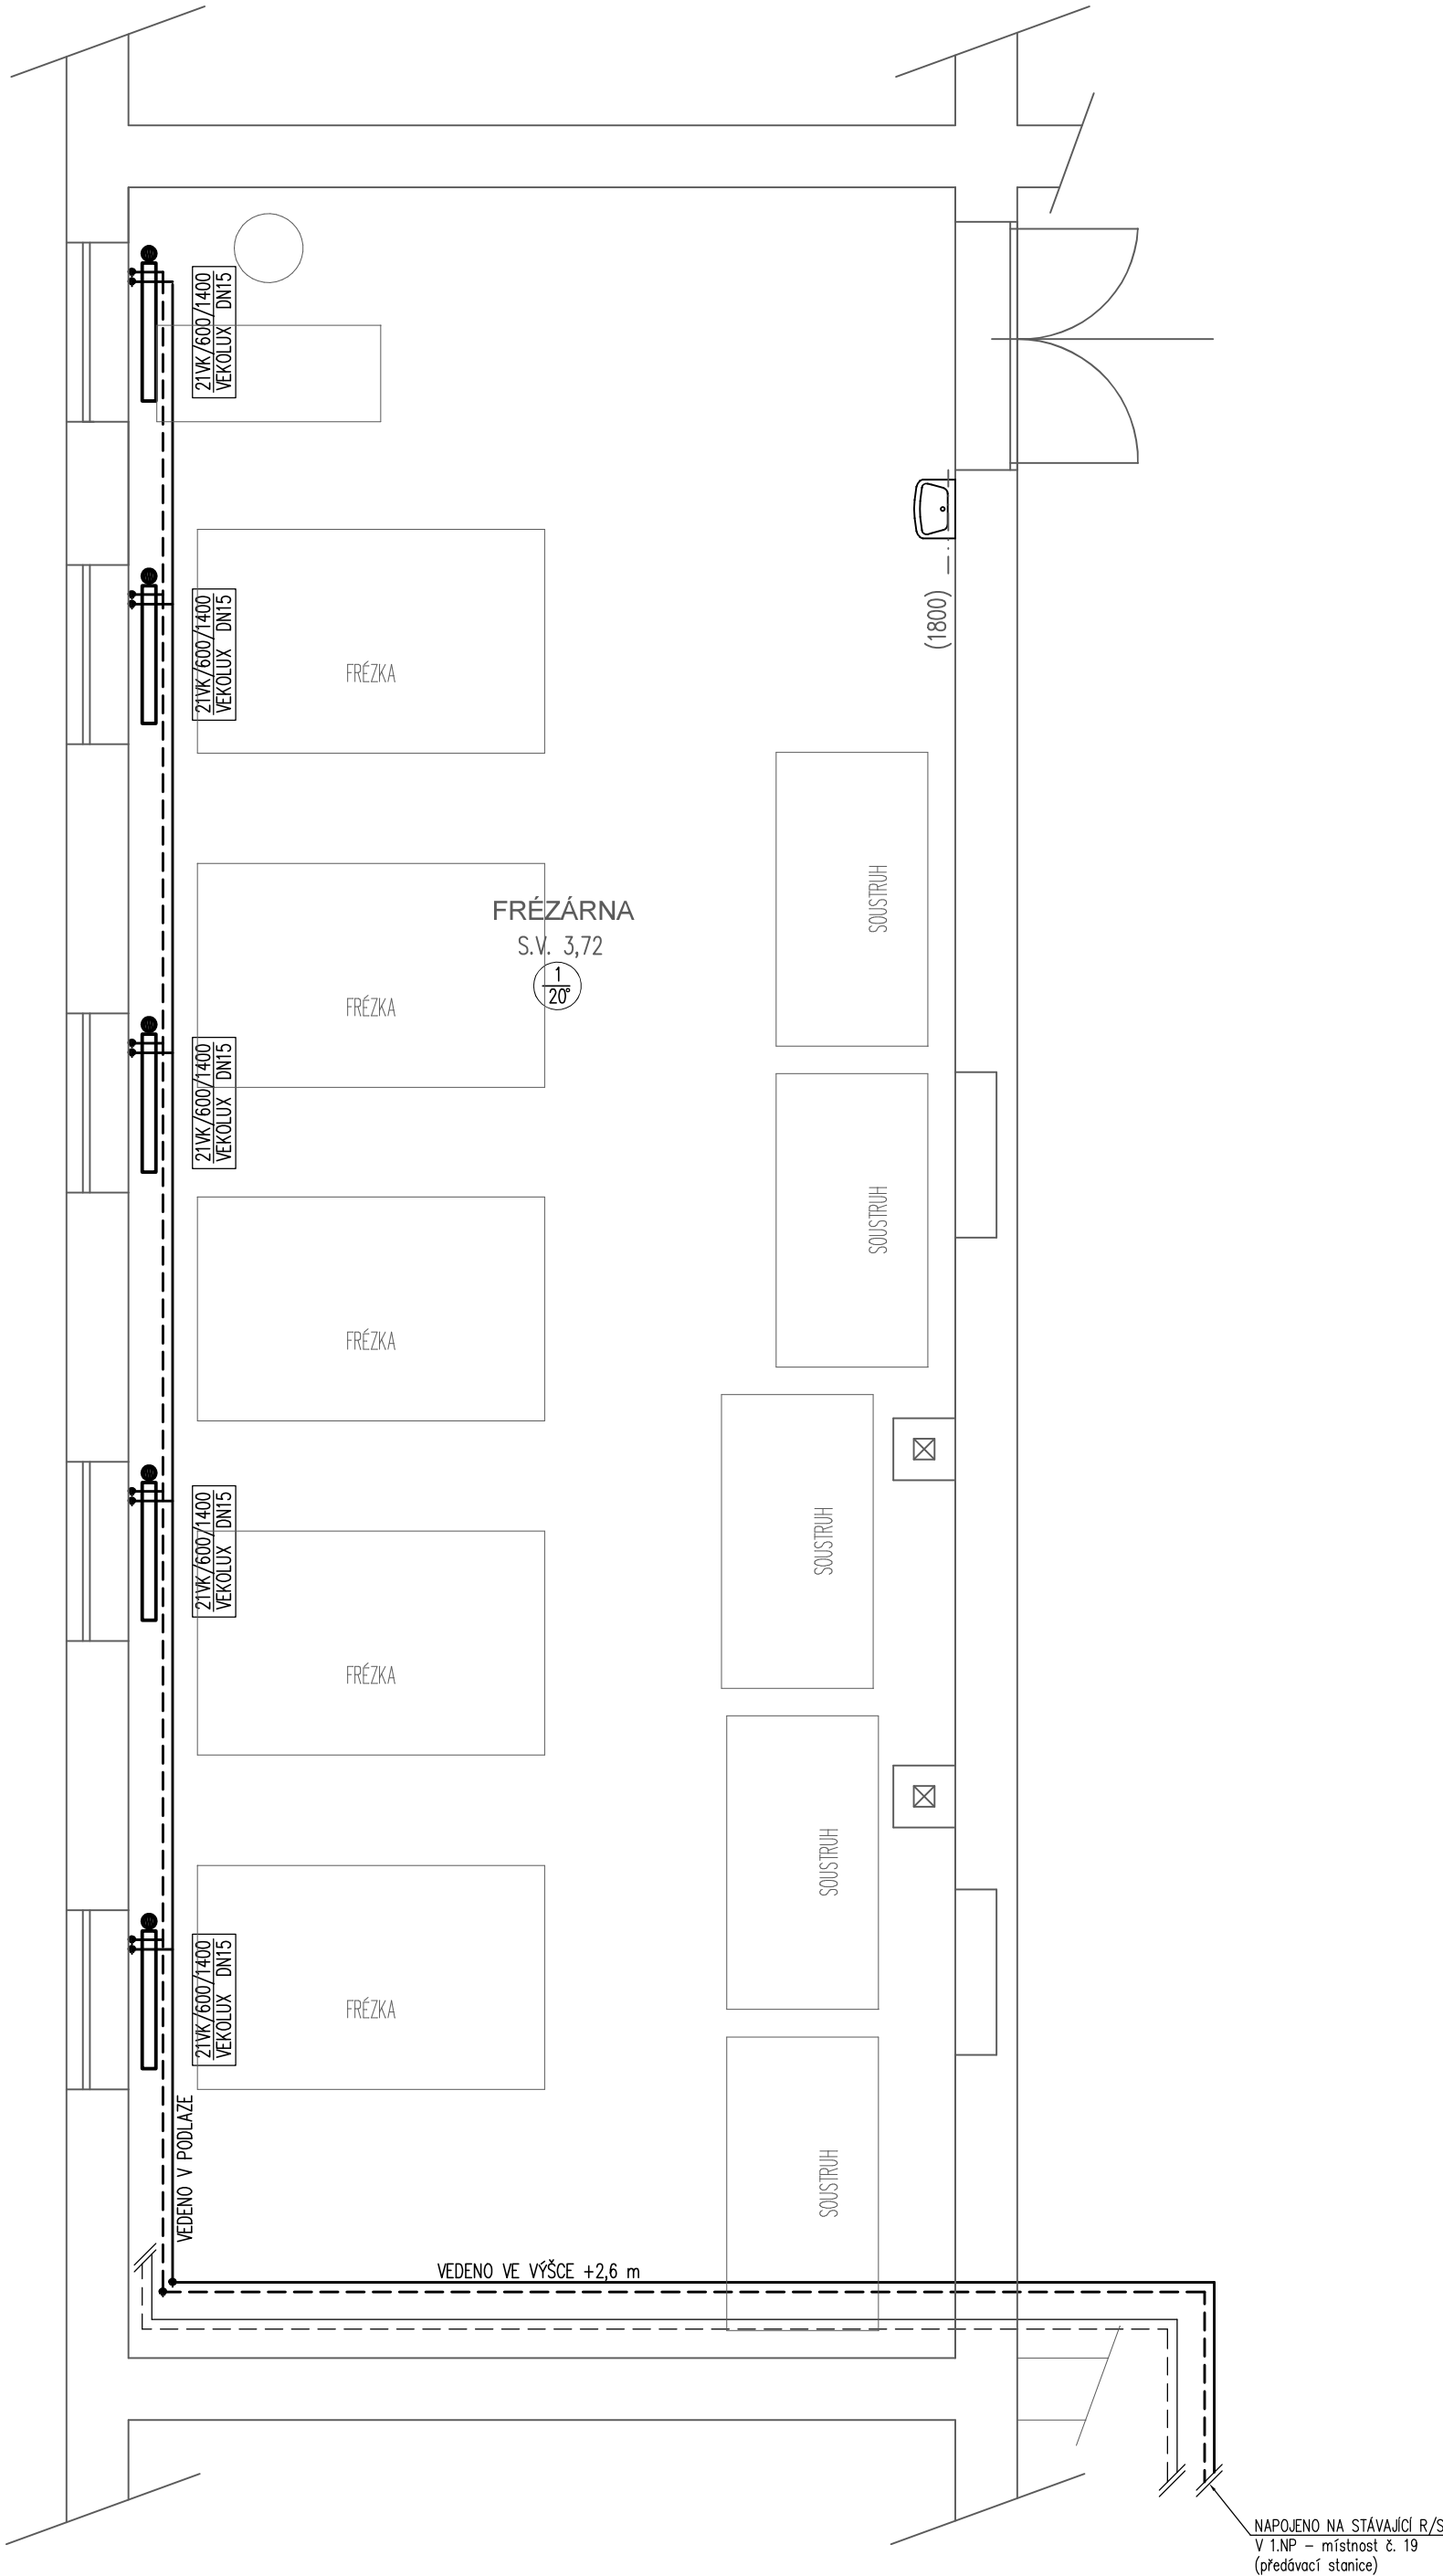 21VK/600/1400
VEKOLUX DN15
(1800)
21VK/600/1400
VEKOLUX DN15
FRÉZKA
SOUSTRUH
FRÉZÁRNA
S.V. 3,72
1
20°
FRÉZKA
21VK/600/1400
VEKOLUX DN15
SOUSTRUH
FRÉZKA
21VK/600/1400
VEKOLUX DN15
SOUSTRUH
FRÉZKA
SOUSTRUH
21VK/600/1400
VEKOLUX DN15
FRÉZKA
VEDENO V PODLAZE
SOUSTRUH
VEDENO VE VÝŠCE +2,6 m
NAPOJENO NA STÁVAJÍCÍ R/S
V 1.NP – místnost č. 19
(předávací stanice)